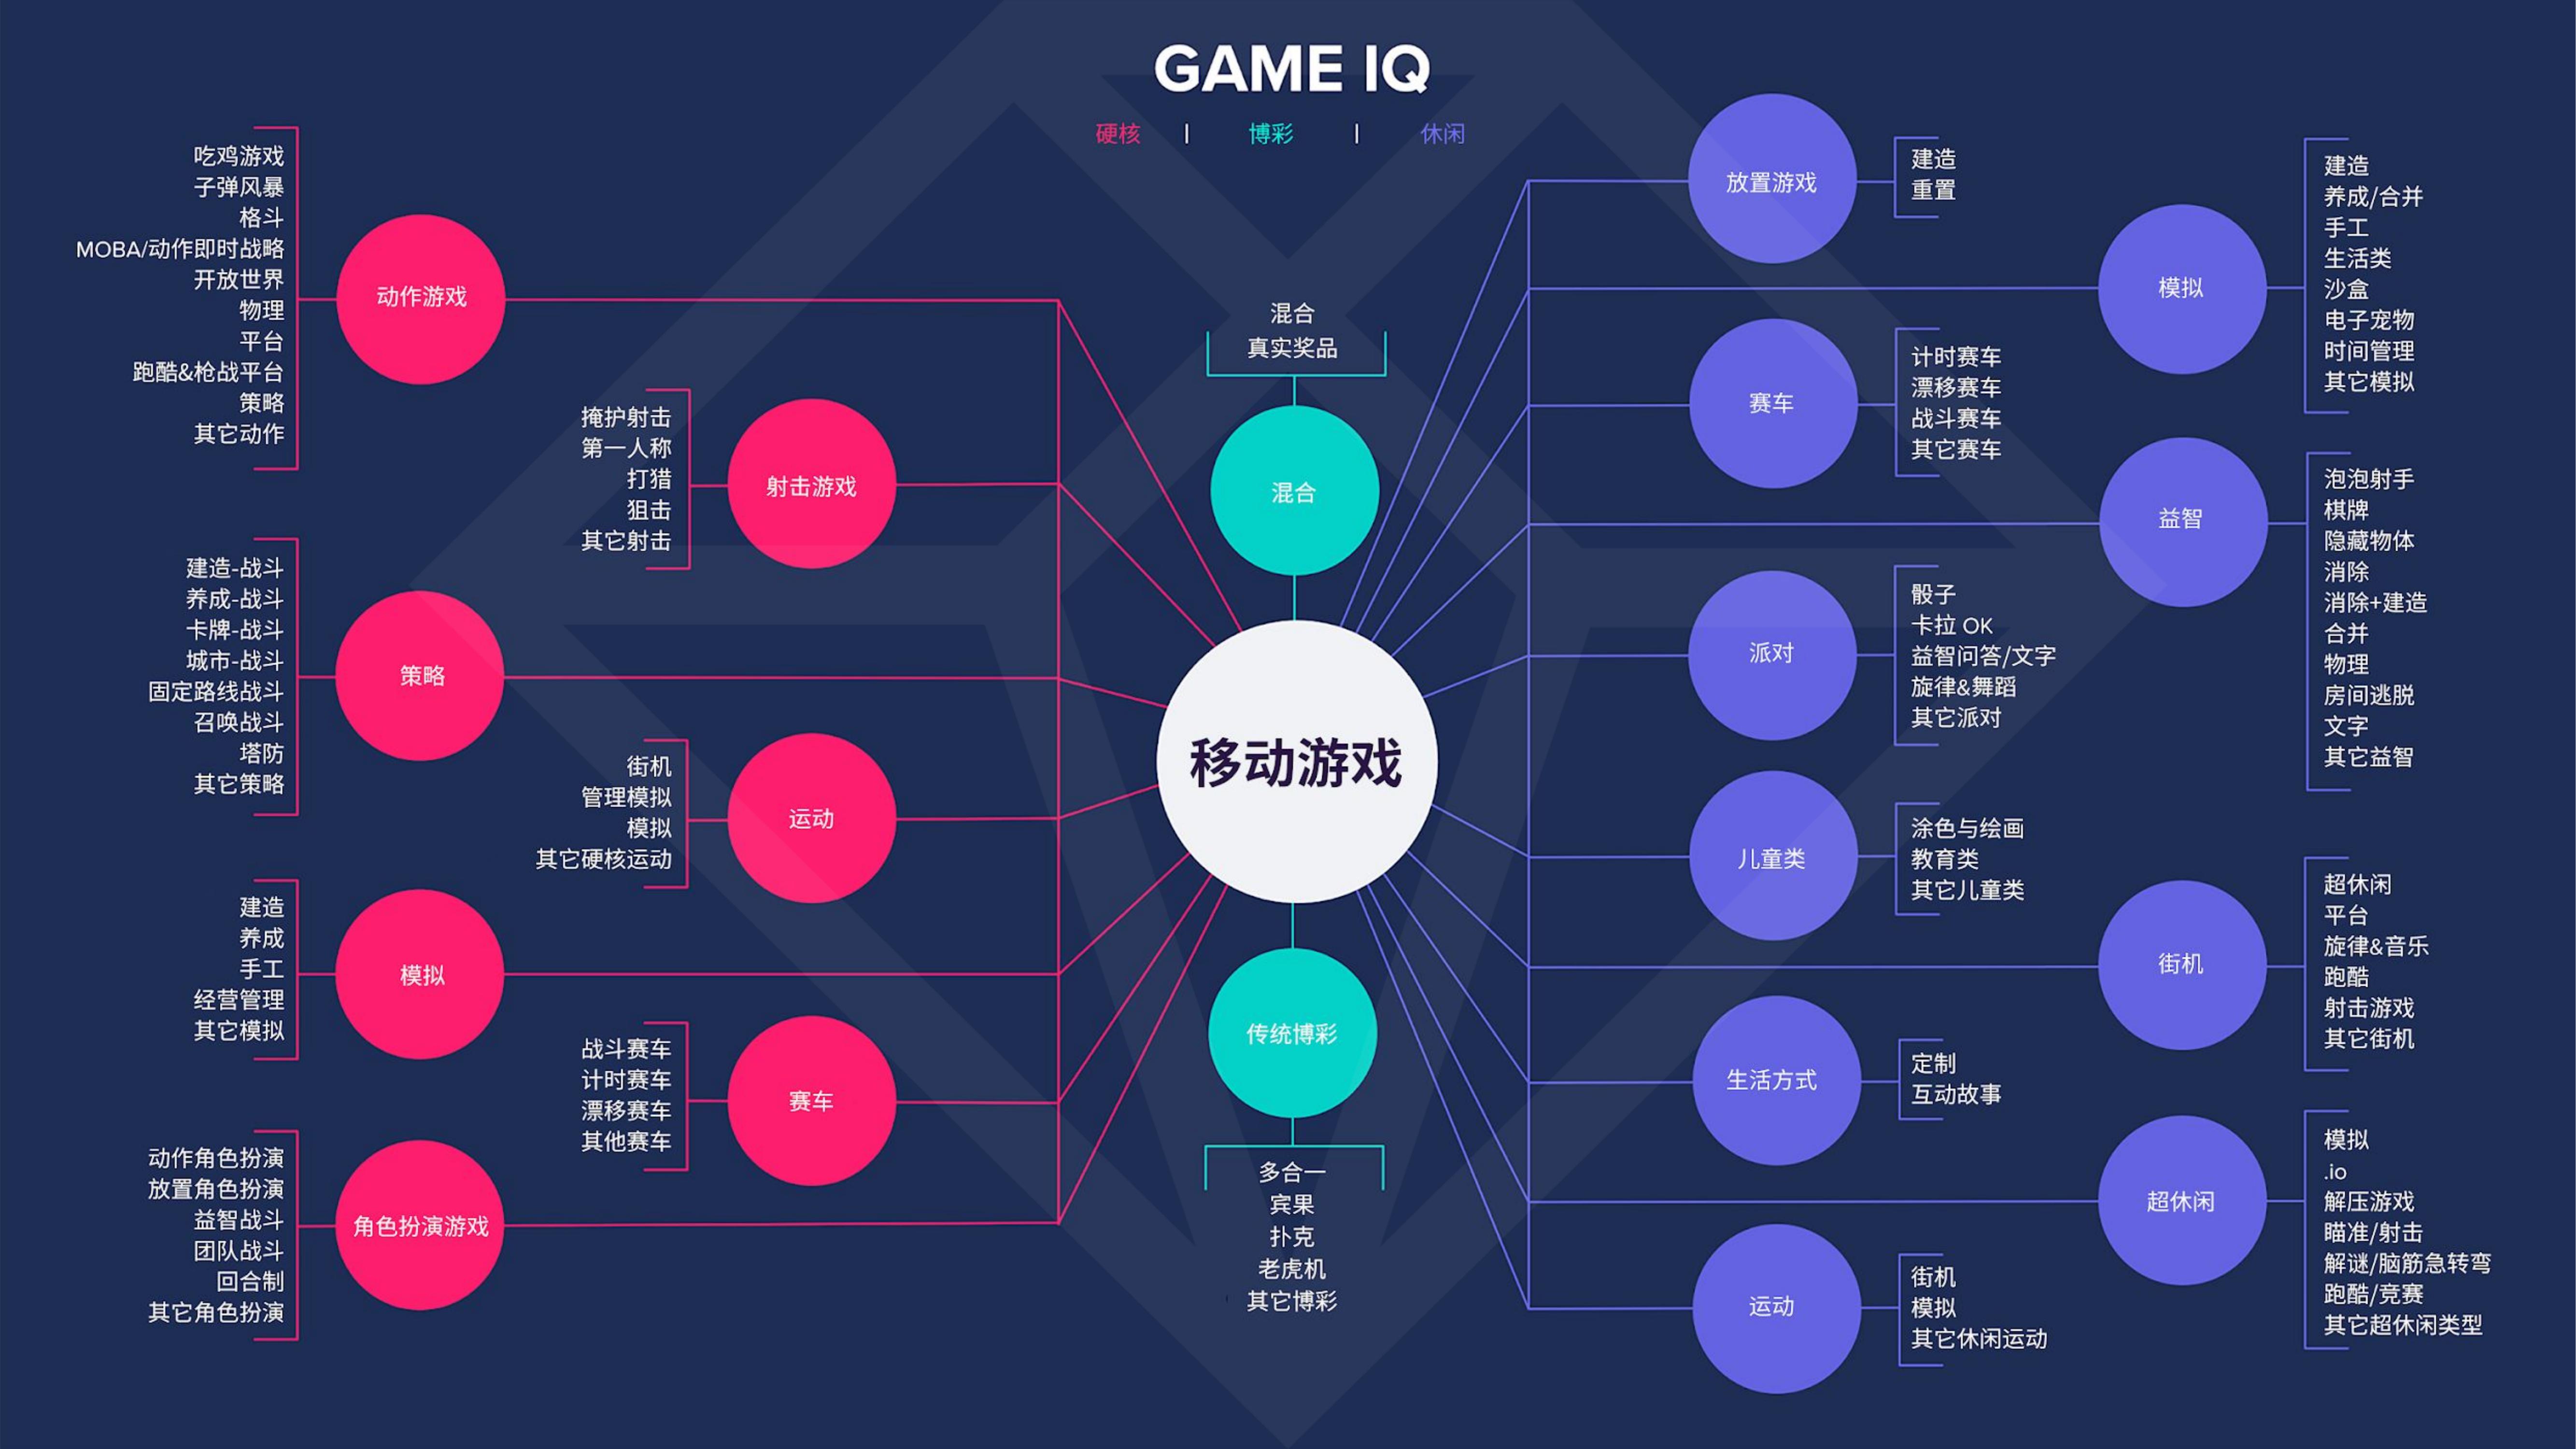 GAME IQ
硬核 | 博彩 | 休闲
吃鸡游戏
子弹风暴
格斗
MOBA/动作即时战略
开放世界
物理
平台
跑酷&枪战平台
策略
其它动作
动作游戏
掩护射击
第一人称
打猎
狙击
其它射击
射击游戏
建造-战斗
养成-战斗
卡牌-战斗
城市-战斗
固定路线战斗
召唤战斗
塔防
其它策略
策略
街机
管理模拟
模拟
其它硬核运动
运动
建造
养成
手工
经营管理
其它模拟
模拟
战斗赛车
计时赛车
漂移赛车
其他赛车
赛车
动作角色扮演
放置角色扮演
益智战斗
团队战斗
回合制
其它角色扮演
角色扮演游戏
混合
真实奖品
混合
移动游戏
传统博彩
多合一
宾果
扑克
老虎机
其它博彩
放置游戏
建造
重置
模拟
建造
养成/合并
手工
生活类
沙盒
电子宠物
时间管理
其它模拟
赛车
计时赛车
漂移赛车
战斗赛车
其它赛车
益智
泡泡射手
棋牌
隐藏物体
消除
消除+建造
合并
物理
房间逃脱
文字
其它益智
派对
骰子
卡拉 OK
益智问答/文字
旋律&舞蹈
其它派对
儿童类
涂色与绘画
教育类
其它儿童类
街机
超休闲
平台
旋律&音乐
跑酷
射击游戏
其它街机
生活方式
定制
互动故事
超休闲
模拟
.io
解压游戏
瞄准/射击
解谜/脑筋急转弯
跑酷/竞赛
其它超休闲类型
运动
街机
模拟
其它休闲运动